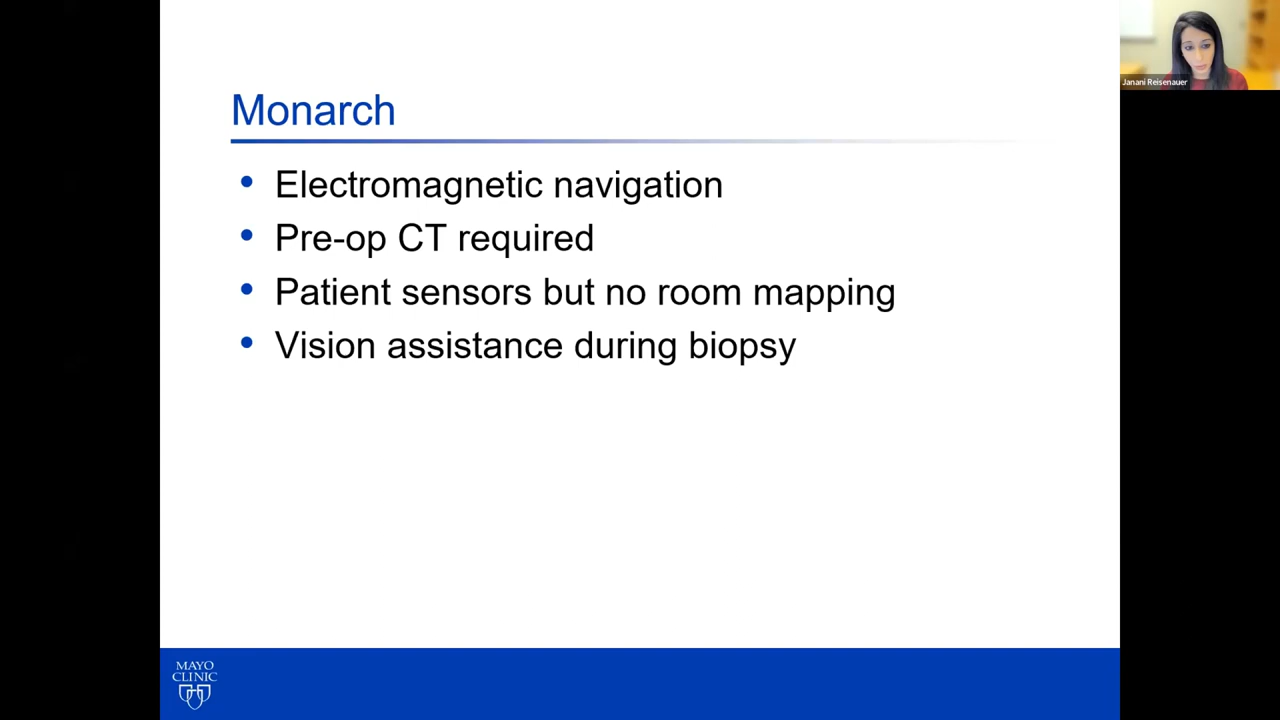 Monarch
• Electromagnetic navigation
• Pre-op CT required
• Patient sensors but no room mapping
• Vision assistance during biopsy
Janani Reisenauer
MAYO
CLINIC